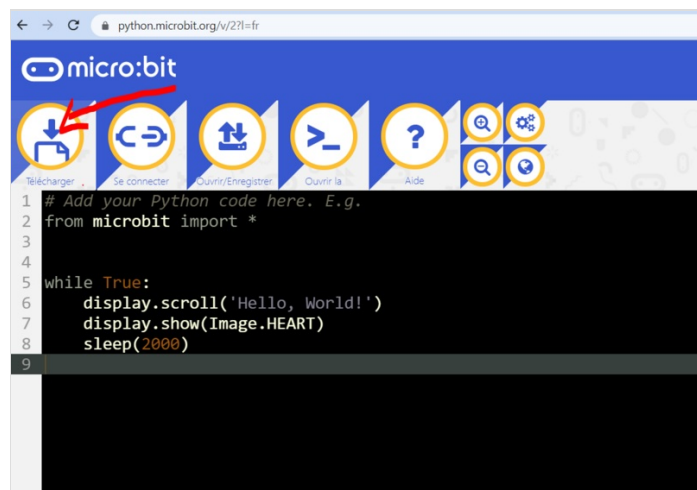 python.microbit.org/v/2?l=fr
micro:bit
Télécharger
Se connecter
Ouvrir/Enregistrer
Ouvrir la
Aide
1 # Add your Python code here. E.g.
2 from microbit import *
3
4
5 while True:
6     display.scroll('Hello, World!')
7     display.show(Image.HEART)
8     sleep(2000)
9